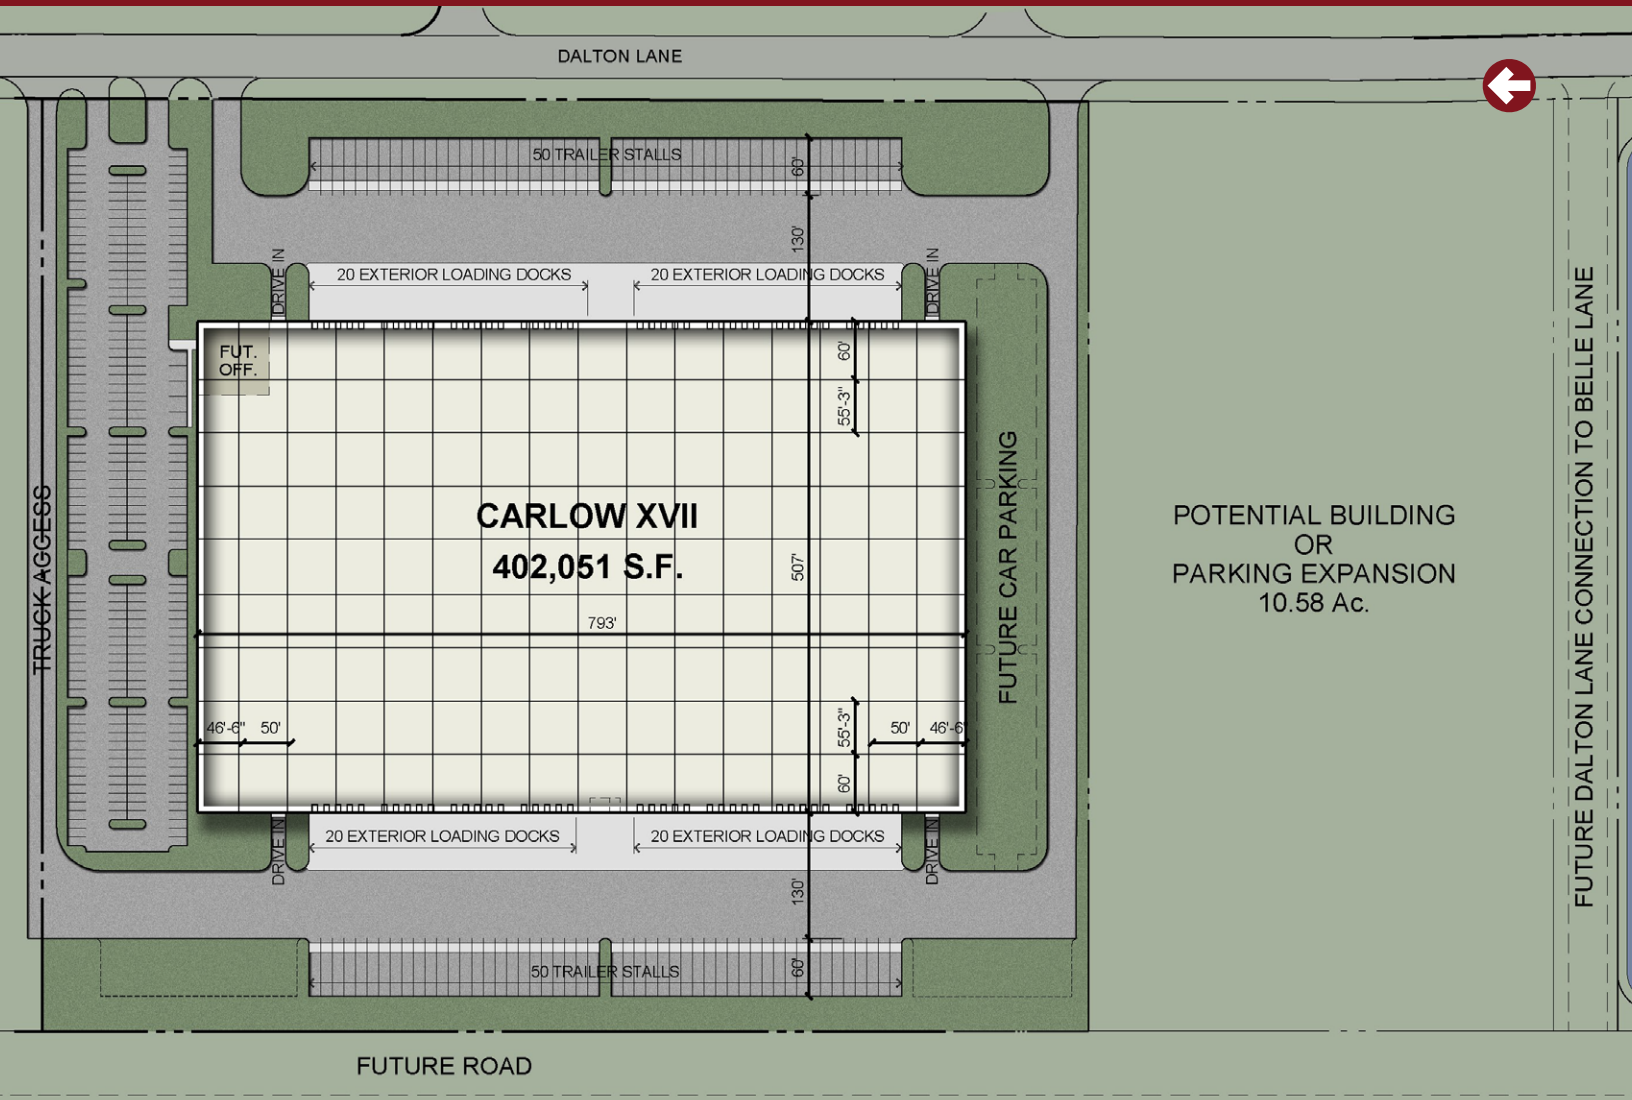 DALTON LANE
50 TRAILER STALLS
60'
130'
DRIVE IN
20 EXTERIOR LOADING DOCKS
20 EXTERIOR LOADING DOCKS
DRIVE IN
FUT.
OFF.
60'
55'-3"
TRUCK ACCESS
CARLOW XVII
402,051 S.F.
507'
793'
FUTURE CAR PARKING
POTENTIAL BUILDING
OR
PARKING EXPANSION
10.58 Ac.
FUTURE DALTON LANE CONNECTION TO BELLE LANE
46'-6"
50'
55'-3"
50'
46'-6"
60'
DRIVE IN
20 EXTERIOR LOADING DOCKS
20 EXTERIOR LOADING DOCKS
DRIVE IN
130'
50 TRAILER STALLS
60'
FUTURE ROAD